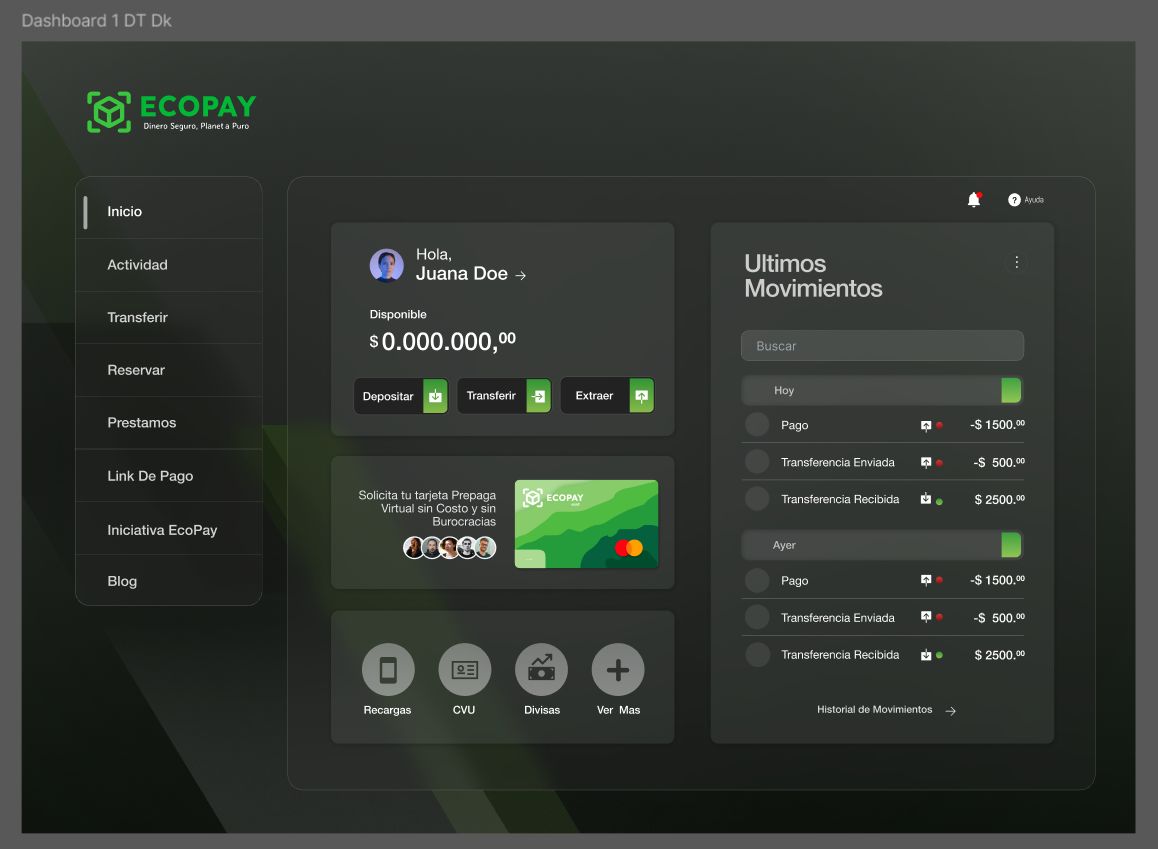 Dashboard 1 DT Dk
ECOPAY
Dinero Seguro, Planeta Puro
Inicio
Actividad
Transferir
Reservar
Prestamos
Link De Pago
Iniciativa EcoPay
Blog
? Ayuda
Hola,
Juana Doe →
Disponible
$ 0.000.000,00
Depositar
Transferir
Extraer
Solicita tu tarjeta Prepaga
Virtual sin Costo y sin
Burocracias
ECOPAY
Recargas
CVU
Divisas
Ver Mas
Ultimos
Movimientos
Buscar
Hoy
Pago -$ 1500.00
Transferencia Enviada -$ 500.00
Transferencia Recibida $ 2500.00
Ayer
Pago -$ 1500.00
Transferencia Enviada -$ 500.00
Transferencia Recibida $ 2500.00
Historial de Movimientos →